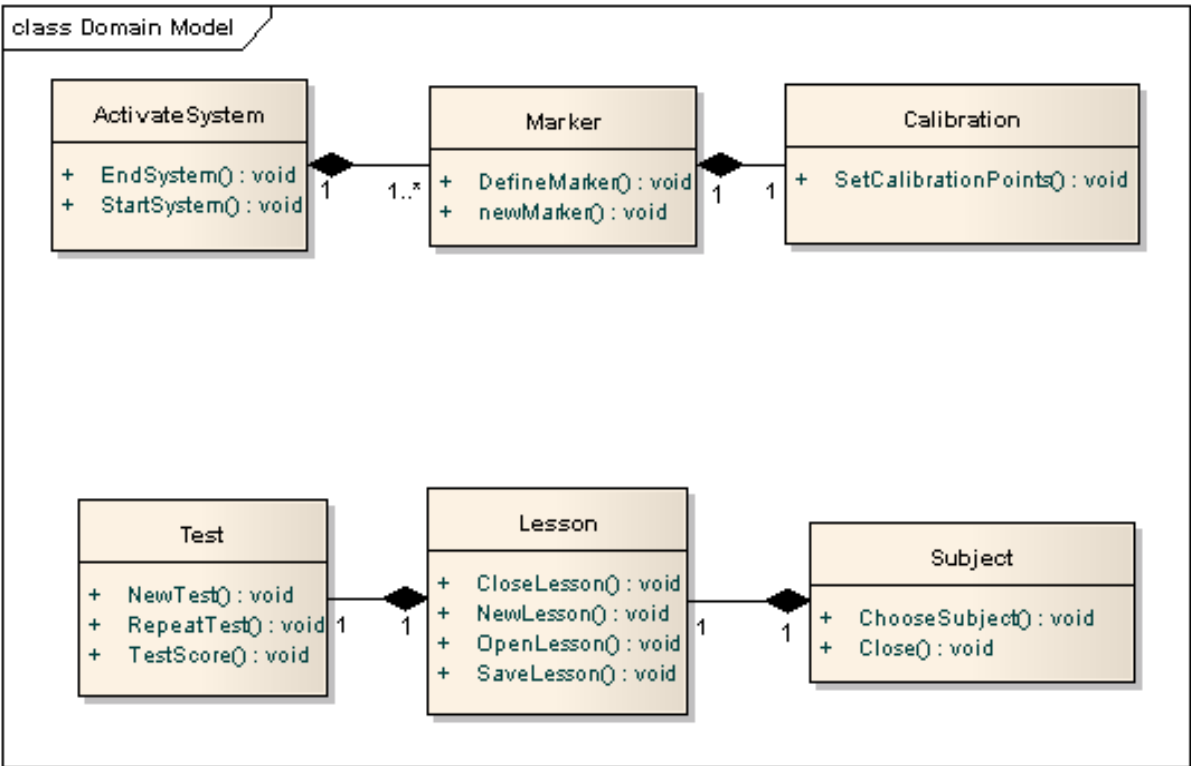 class Domain Model
ActivateSystem
+ EndSystem() : void
+ StartSystem() : void
1
1..*
Marker
+ DefineMarker() : void
+ newMarker() : void
1
1
Calibration
+ SetCalibrationPoints() : void
Test
+ NewTest() : void
+ RepeatTest() : void
+ TestScore() : void
1
1
Lesson
+ CloseLesson() : void
+ NewLesson() : void
+ OpenLesson() : void
+ SaveLesson() : void
1
1
Subject
+ ChooseSubject() : void
+ Close() : void